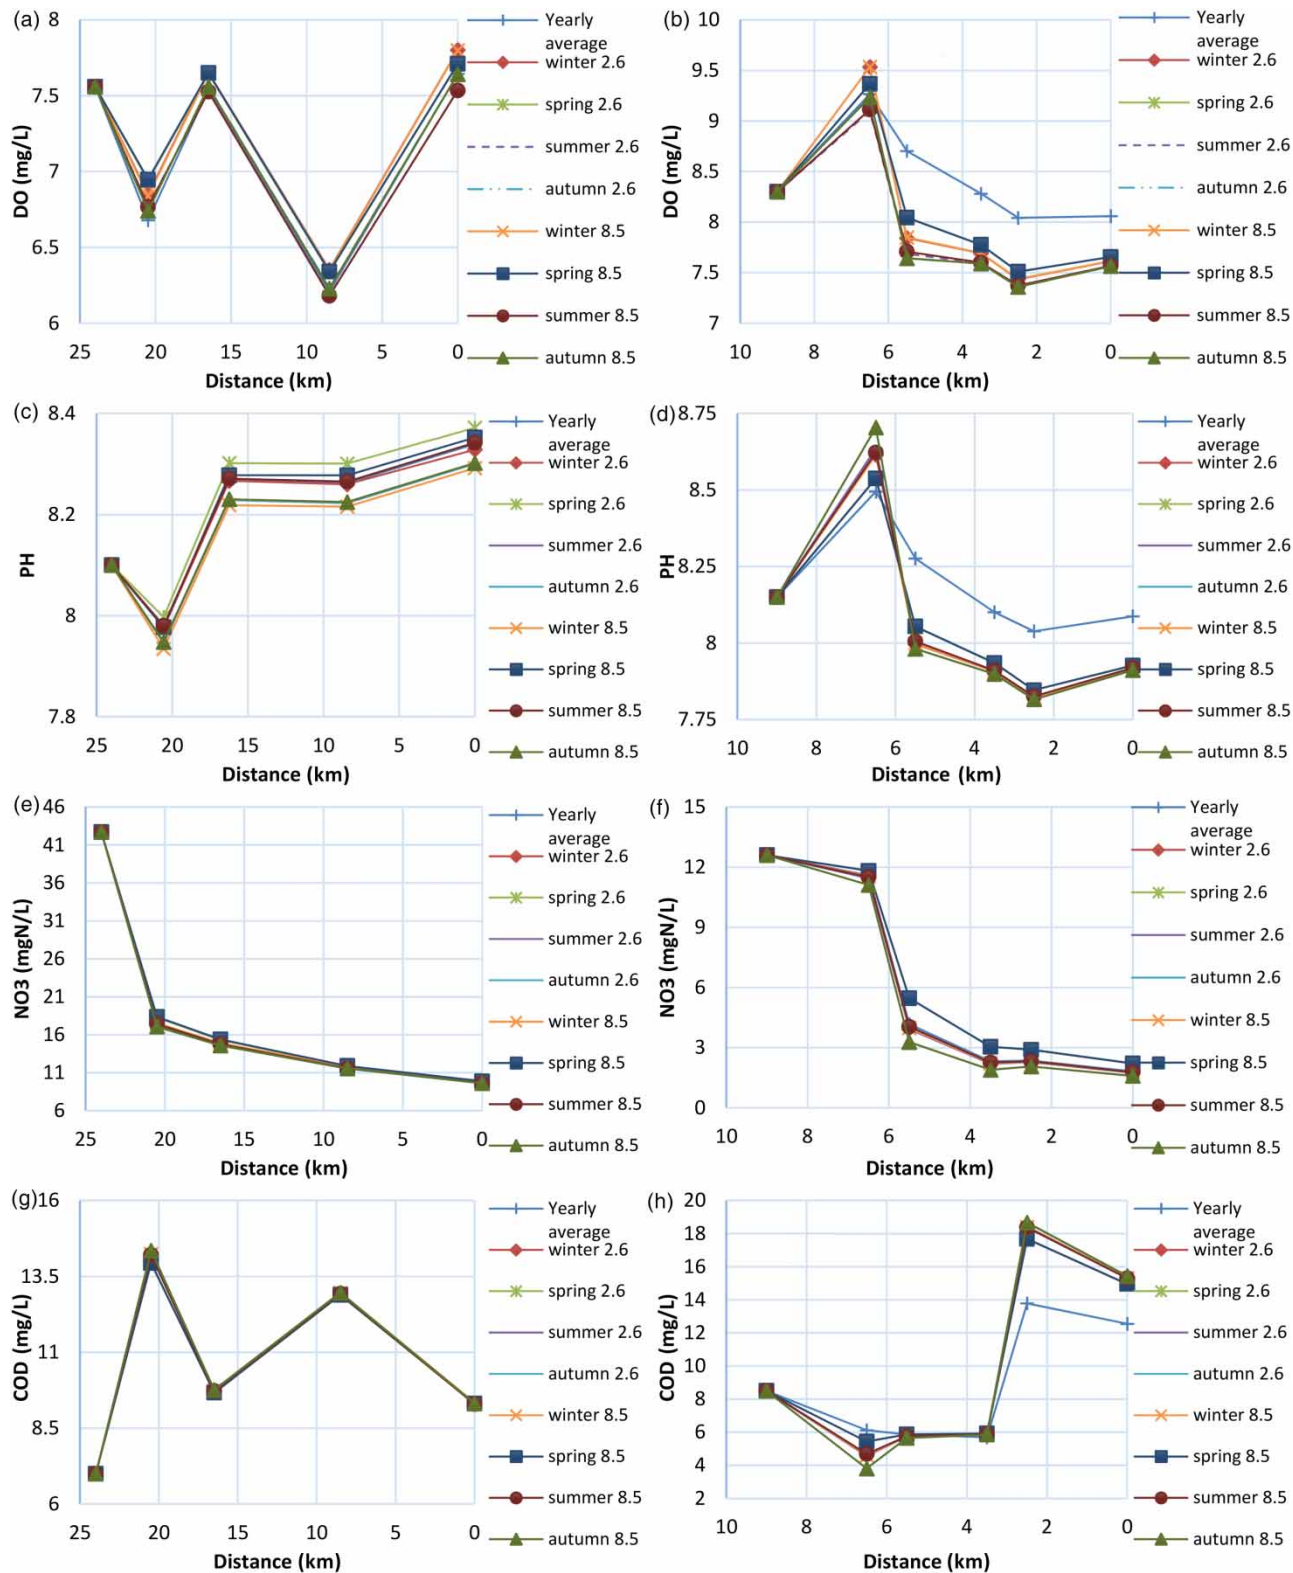 (a)
8
7.5
7
6.5
6
DO (mg/L)
25
20
15
10
5
0
Distance (km)
Yearly
average
winter 2.6
spring 2.6
summer 2.6
autumn 2.6
winter 8.5
spring 8.5
summer 8.5
autumn 8.5
(b)
10
9.5
9
8.5
8
7.5
7
DO (mg/L)
10
8
6
4
2
0
Distance (km)
Yearly
average
winter 2.6
spring 2.6
summer 2.6
autumn 2.6
winter 8.5
spring 8.5
summer 8.5
autumn 8.5
(c)
8.4
8.2
8
7.8
PH
25
20
15
10
5
0
Distance (km)
Yearly
average
winter 2.6
spring 2.6
summer 2.6
autumn 2.6
winter 8.5
spring 8.5
summer 8.5
autumn 8.5
(d)
8.75
8.5
8.25
8
7.75
PH
10
8
6
4
2
0
Distance (km)
Yearly
average
winter 2.6
spring 2.6
summer 2.6
autumn 2.6
winter 8.5
spring 8.5
summer 8.5
autumn 8.5
(e)
46
41
36
31
26
21
16
11
6
NO3 (mgN/L)
25
20
15
10
5
0
Distance (km)
Yearly
average
winter 2.6
spring 2.6
summer 2.6
autumn 2.6
winter 8.5
spring 8.5
summer 8.5
autumn 8.5
(f)
15
12
9
6
3
0
NO3 (mgN/L)
10
8
6
4
2
0
Distance (km)
Yearly
average
winter 2.6
spring 2.6
summer 2.6
autumn 2.6
winter 8.5
spring 8.5
summer 8.5
autumn 8.5
(g)
16
13.5
11
8.5
6
COD (mg/L)
25
20
15
10
5
0
Distance (km)
Yearly
average
winter 2.6
spring 2.6
summer 2.6
autumn 2.6
winter 8.5
spring 8.5
summer 8.5
autumn 8.5
(h)
20
18
16
14
12
10
8
6
4
2
COD (mg/L)
10
8
6
4
2
0
Distance (km)
Yearly
average
winter 2.6
spring 2.6
summer 2.6
autumn 2.6
winter 8.5
spring 8.5
summer 8.5
autumn 8.5